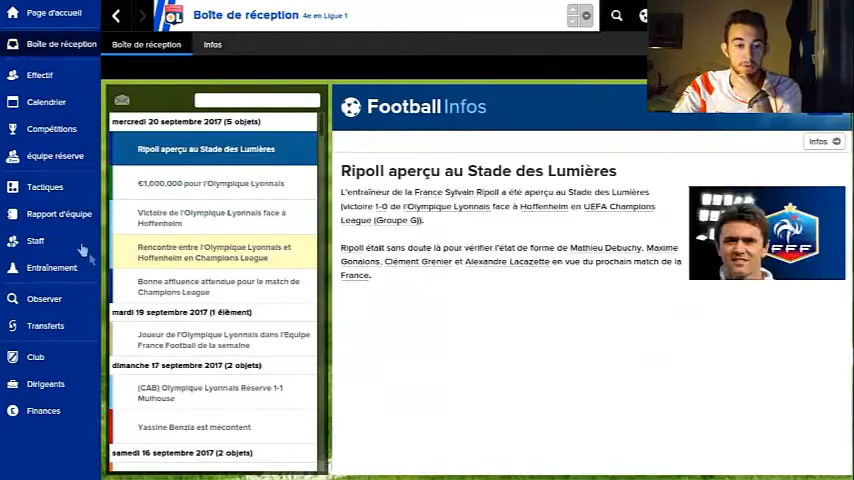 Page d'accueil
Boîte de réception
Effectif
Calendrier
Compétitions
équipe réserve
Tactiques
Rapport d'équipe
Staff
Entraînement
Observer
Transferts
Club
Dirigeants
Finances
OL
Boîte de réception 4e en Ligue 1
Boîte de réception Infos
mercredi 20 septembre 2017 (5 objets)
Ripoll aperçu au Stade des Lumières
€1,000,000 pour l'Olympique Lyonnais
Victoire de l'Olympique Lyonnais face à
Hoffenheim
Rencontre entre l'Olympique Lyonnais et
Hoffenheim en Champions League
Bonne affluence attendue pour le match de
Champions League
mardi 19 septembre 2017 (1 élément)
Joueur de l'Olympique Lyonnais dans l'Equipe
France Football de la semaine
dimanche 17 septembre 2017 (2 objets)
(CAB) Olympique Lyonnais Réserve 1-1
Mulhouse
Yassine Benzia est mécontent
samedi 16 septembre 2017 (2 objets)
Football Infos
Infos
Ripoll aperçu au Stade des Lumières
L'entraîneur de la France Sylvain Ripoll a été aperçu au Stade des Lumières
(victoire 1-0 de l'Olympique Lyonnais face à Hoffenheim en UEFA Champions
League (Groupe G)).
Ripoll était sans doute là pour vérifier l'état de forme de Mathieu Debuchy, Maxime
Gonalons, Clément Grenier et Alexandre Lacazette en vue du prochain match de la
France.
FFF